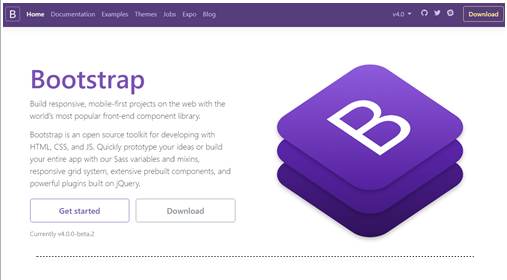 B Home Documentation Examples Themes Jobs Expo Blog v4.0 Download
Bootstrap
Build responsive, mobile-first projects on the web with the
world's most popular front-end component library.
Bootstrap is an open source toolkit for developing with
HTML, CSS, and JS. Quickly prototype your ideas or build
your entire app with our Sass variables and mixins,
responsive grid system, extensive prebuilt components, and
powerful plugins built on jQuery.
Get started Download
Currently v4.0.0-beta.2
B